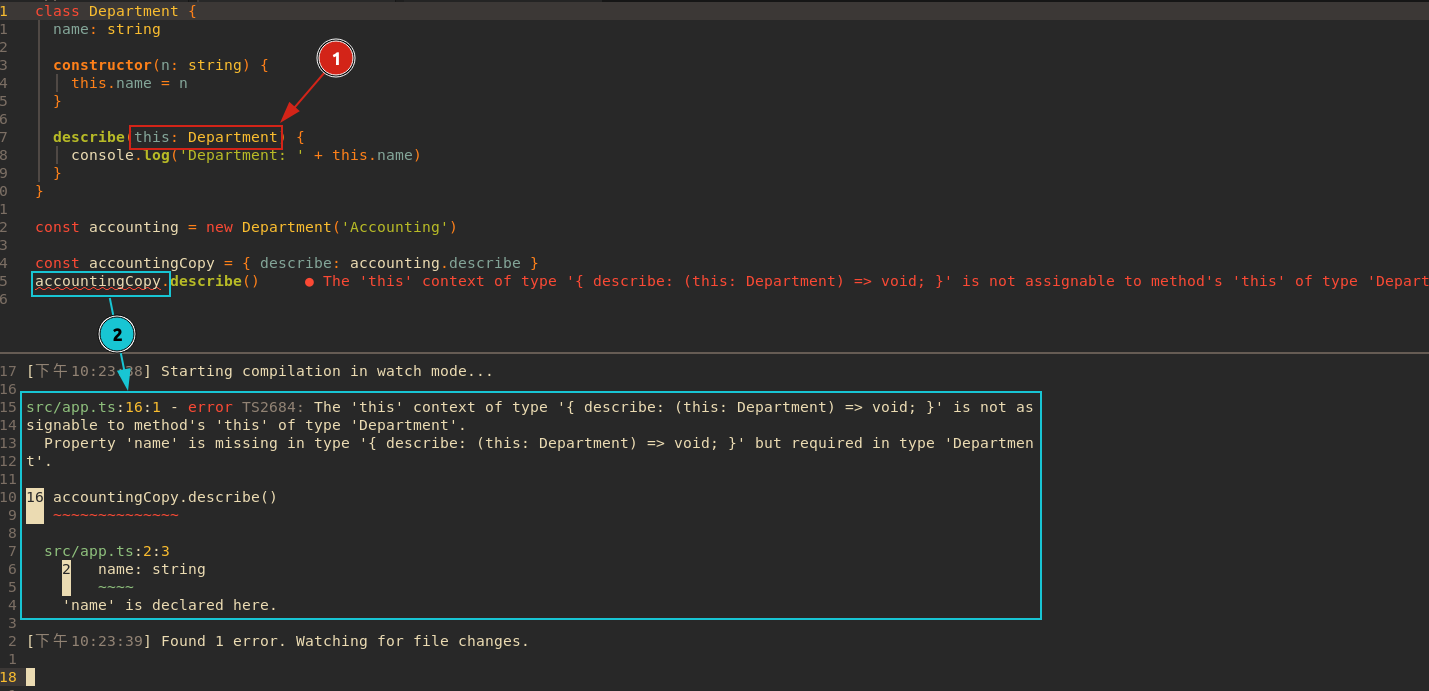 1 class Department {
1 name: string
2
3 constructor(n: string) {
4 this.name = n
5 }
6
7 describe(this: Department) {
8 console.log('Department: ' + this.name)
9 }
0 }
1
2 const accounting = new Department('Accounting')
3
4 const accountingCopy = { describe: accounting.describe }
5 accountingCopy.describe() ● The 'this' context of type '{ describe: (this: Department) => void; }' is not assignable to method's 'this' of type 'Depart
6
1
2
17 [下午10:23:38] Starting compilation in watch mode...
16
15 src/app.ts:16:1 - error TS2684: The 'this' context of type '{ describe: (this: Department) => void; }' is not as
14 signable to method's 'this' of type 'Department'.
13 Property 'name' is missing in type '{ describe: (this: Department) => void; }' but required in type 'Departmen
12 t'.
11
10 16 accountingCopy.describe()
9 ~~~~~~~~~~~~~~
8
7 src/app.ts:2:3
6 2 name: string
5 ~~~~
4 'name' is declared here.
3
2 [下午10:23:39] Found 1 error. Watching for file changes.
1
18